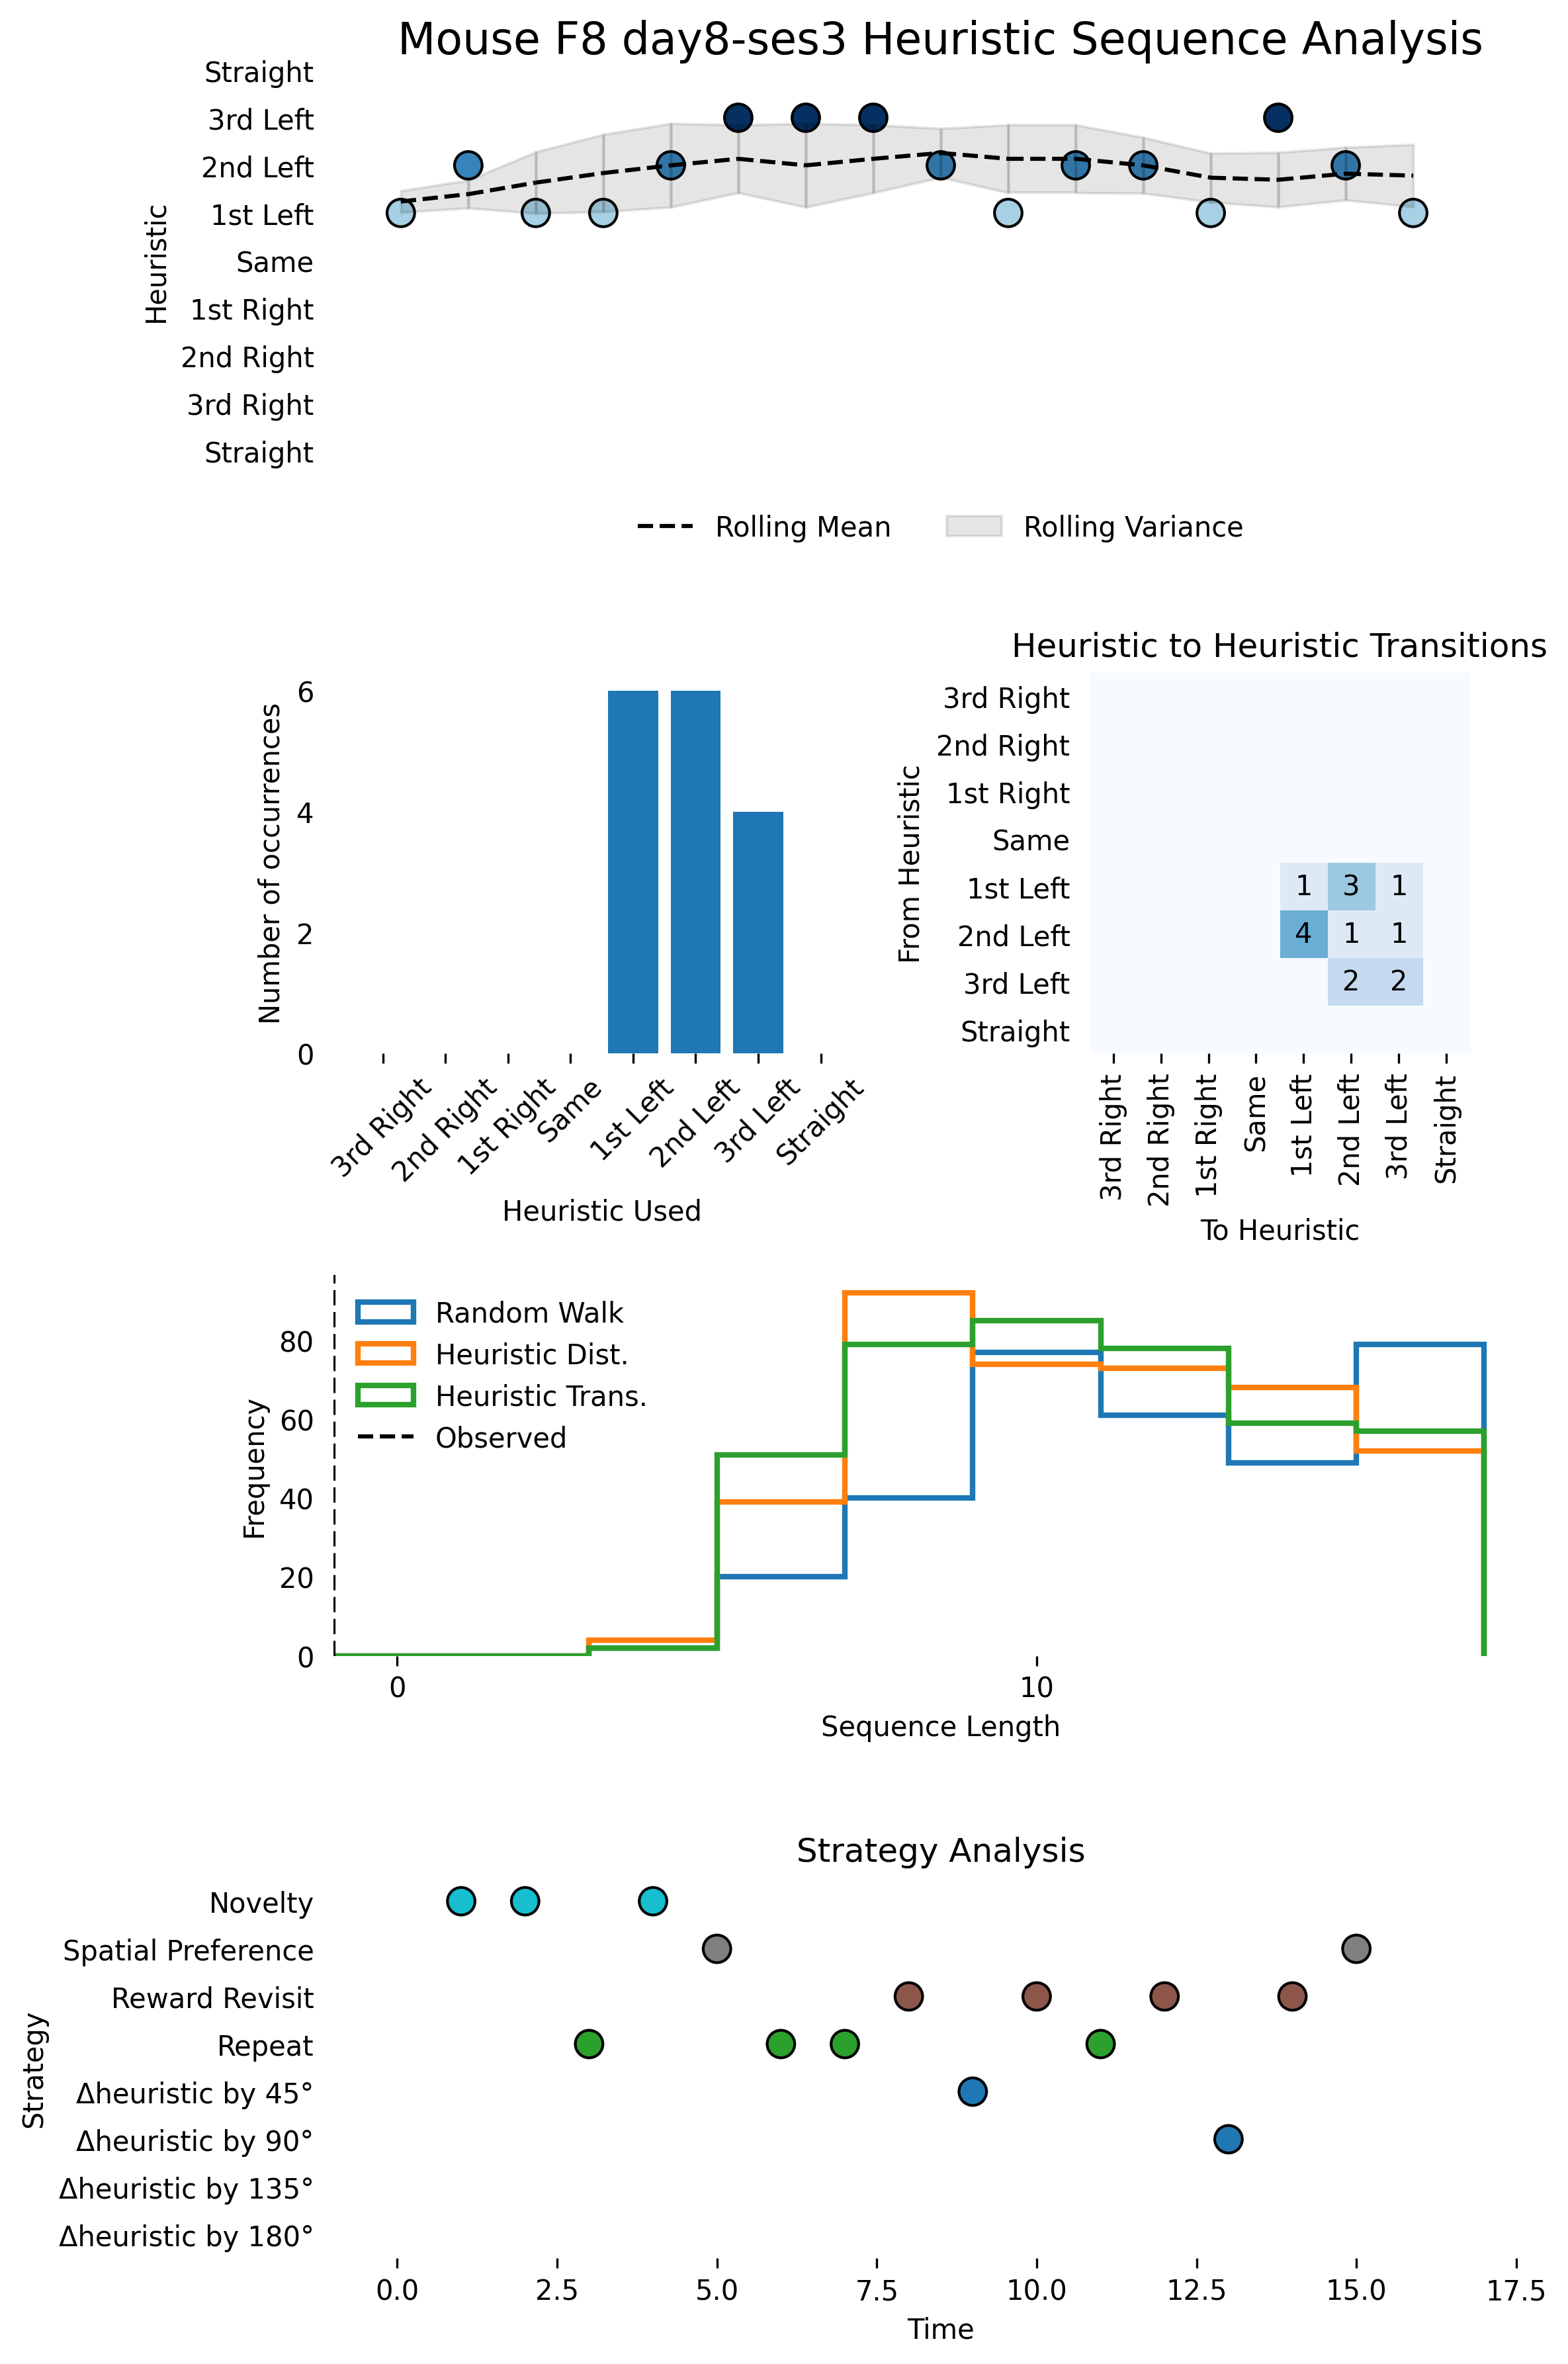 Mouse F8 day8-ses3 Heuristic Sequence Analysis
Straight
3rd Left
2nd Left
1st Left
Same
1st Right
2nd Right
3rd Right
Straight
Heuristic
Rolling Mean
Rolling Variance
Number of occurrences
6
4
2
0
3rd Right
2nd Right
1st Right
Same
1st Left
2nd Left
3rd Left
Straight
Heuristic Used
Heuristic to Heuristic Transitions
From Heuristic
3rd Right
2nd Right
1st Right
Same
1st Left
2nd Left
3rd Left
Straight
1 3 1
4 1 1
2 2
3rd Right
2nd Right
1st Right
Same
1st Left
2nd Left
3rd Left
Straight
To Heuristic
Frequency
80
60
40
20
0
Random Walk
Heuristic Dist.
Heuristic Trans.
Observed
0 10
Sequence Length
Strategy Analysis
Strategy
Novelty
Spatial Preference
Reward Revisit
Repeat
Δheuristic by 45°
Δheuristic by 90°
Δheuristic by 135°
Δheuristic by 180°
0.0 2.5 5.0 7.5 10.0 12.5 15.0 17.5
Time